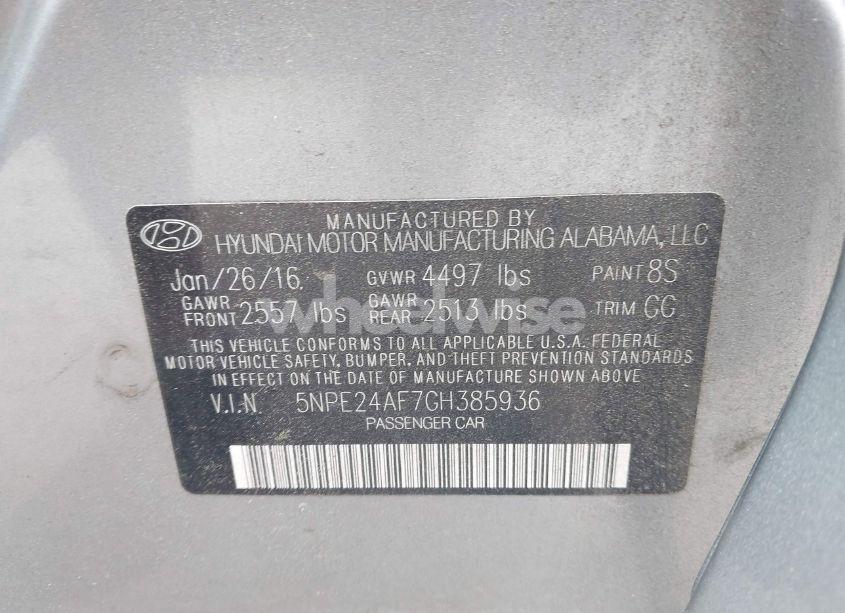 MANUFACTURED BY
HYUNDAI MOTOR MANUFACTURING ALABAMA, LLC
Jan/26/16 GVWR 4497 lbs PAINT 8S
GAWR FRONT 2557 lbs GAWR REAR 2513 lbs TRIM CC
wheelwise
THIS VEHICLE CONFORMS TO ALL APPLICABLE U.S.A. FEDERAL
MOTOR VEHICLE SAFETY, BUMPER, AND THEFT PREVENTION STANDARDS
IN EFFECT ON THE DATE OF MANUFACTURE SHOWN ABOVE
V.I.N. 5NPE24AF7GH385936
PASSENGER CAR